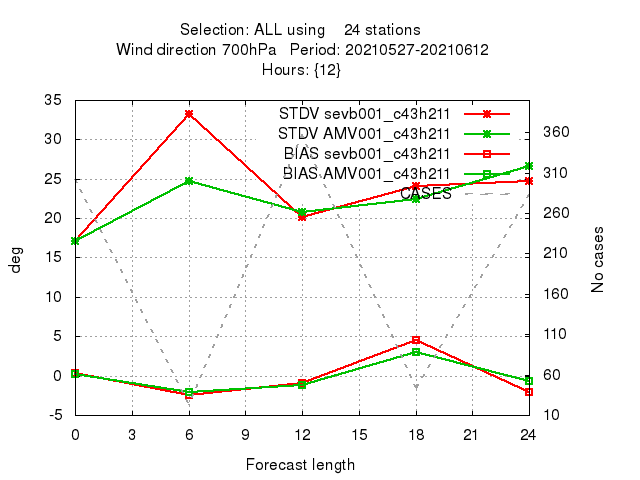 Selection: ALL using 24 stations
Wind direction 700hPa Period: 20210527-20210612
Hours: {12}
STDV sevb001_c43h211
STDV AMV001_c43h211
BIAS sevb001_c43h211
BIAS AMV001_c43h211
CASES
35
30
25
20
15
10
5
0
-5
deg
360
310
260
210
160
110
60
10
No cases
0 3 6 9 12 15 18 21 24
Forecast length